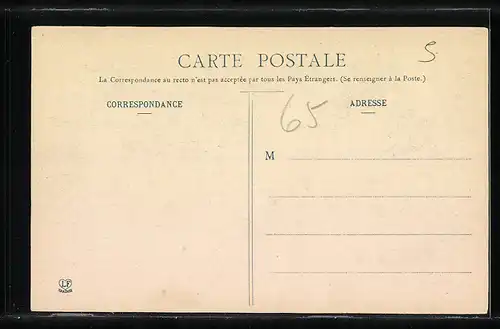 CARTE POSTALE
5
La Correspondance au recto n'est pas acceptée par tous les Pays Étrangers. (Se renseigner à la Poste.)
CORRESPONDANCE
65
ADRESSE
M